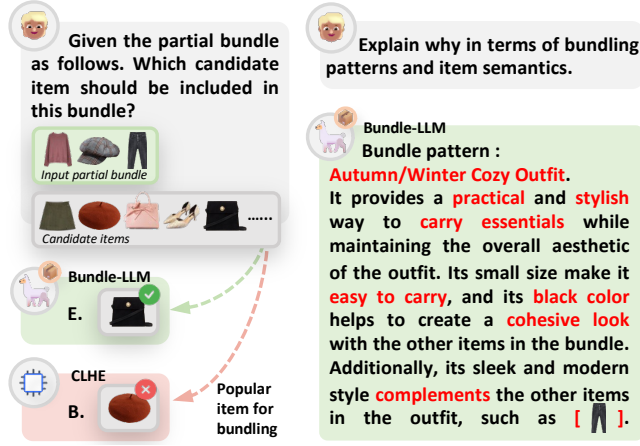 Given the partial bundle
as follows. Which candidate
item should be included in
this bundle?
Input partial bundle
......
Candidate items
Bundle-LLM
E.
CLHE
B.
Popular
item for
bundling
Explain why in terms of bundling
patterns and item semantics.
Bundle-LLM
Bundle pattern :
Autumn/Winter Cozy Outfit.
It provides a practical and stylish
way to carry essentials while
maintaining the overall aesthetic
of the outfit. Its small size make it
easy to carry, and its black color
helps to create a cohesive look
with the other items in the bundle.
Additionally, its sleek and modern
style complements the other items
in the outfit, such as [ ].